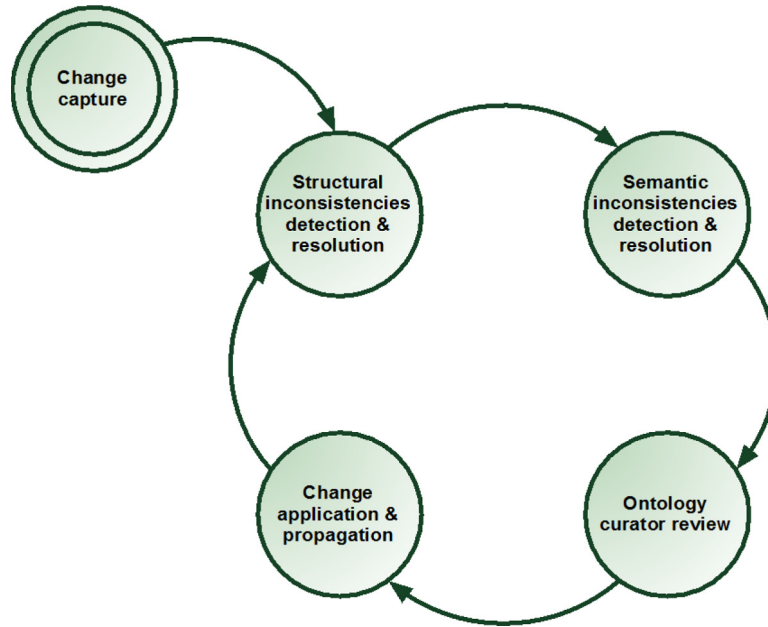 Change
capture
Structural
inconsistencies
detection &
resolution
Semantic
inconsistencies
detection &
resolution
Change
application &
propagation
Ontology
curator review